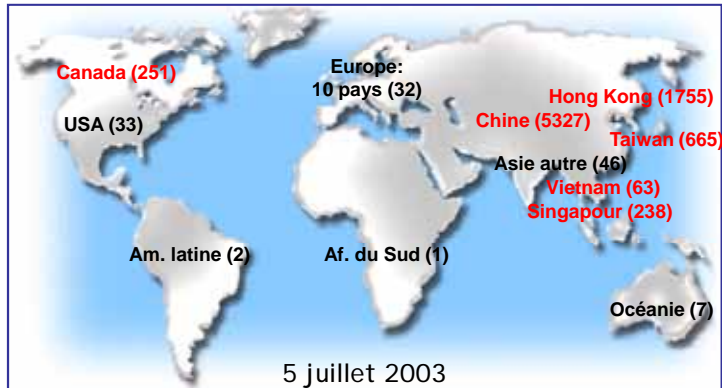 Canada (251)
USA (33)
Europe:
10 pays (32)
Hong Kong (1755)
Chine (5327)
Taiwan (665)
Asie autre (46)
Vietnam (63)
Singapour (238)
Am. latine (2)
Af. du Sud (1)
Océanie (7)
5 juillet 2003